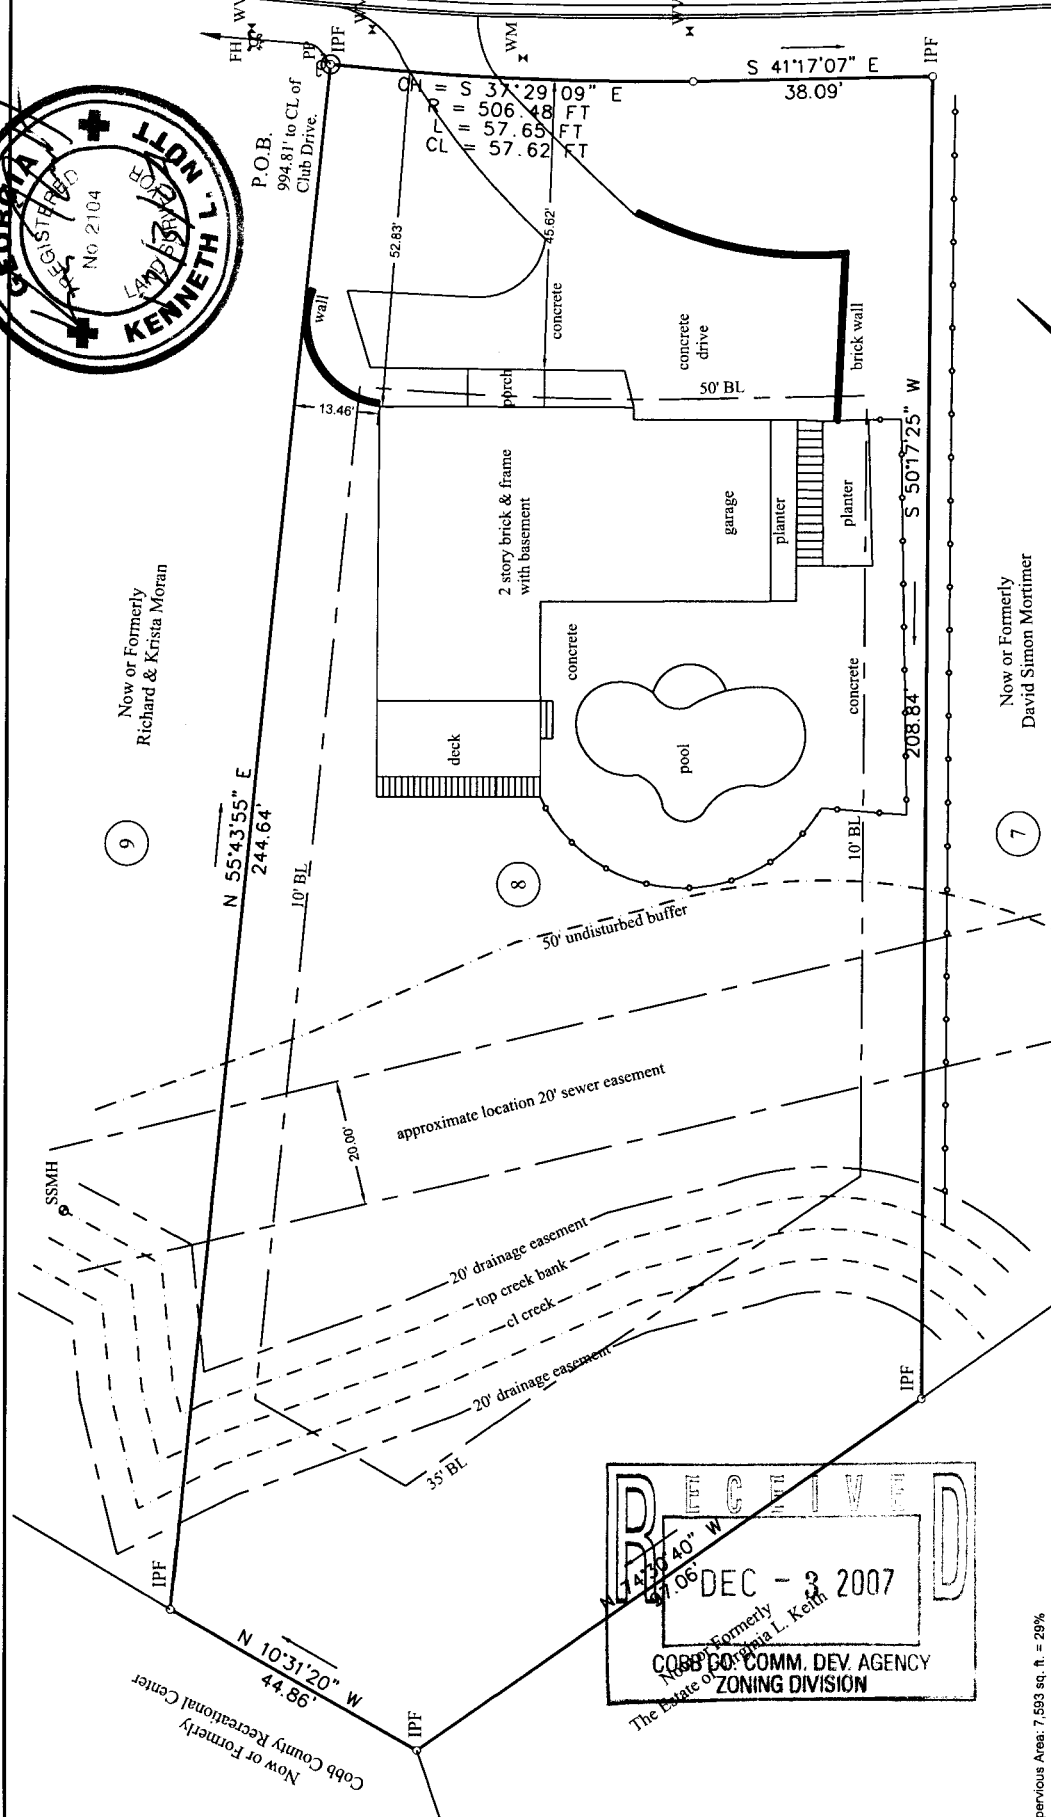 WV
FH
PP
IPF
WM
S 41°17'07" E
38.09'
IPF
CH = S 37°29'09" E
R = 506.48 FT
L = 57.65 FT
CL = 57.62 FT
P.O.B.
994.81' to CL of
Club Drive.
GEORGIA
REGISTERED
No 2104
LAND SURVEYOR
KENNETH L. NOTT
52.83'
45.62'
wall
concrete
concrete
drive
brick wall
porch
50' BL
13.46'
S 50°17'25" W
208.84'
2 story brick & frame
with basement
garage
planter
planter
Now or Formerly
Richard & Krista Moran
Now or Formerly
David Simon Mortimer
concrete
concrete
deck
pool
N 55°43'55" E
244.64'
9
8
7
10' BL
10' BL
50' undisturbed buffer
approximate location 20' sewer easement
20.00'
SSMH
20' drainage easement
top creek bank
cl creek
20' drainage easement
35' BL
IPF
IPF
IPF
N 10°31'20" W
44.86'
Now or Formerly
Cobb County Recreational Center
N 74°30'40" W
97.06'
Now or Formerly
The Estate of Virginia L. Keith
RECEIVED
DEC - 3 2007
COBB CO. COMM. DEV. AGENCY
ZONING DIVISION
pervious Area: 7,593 sq. ft. = 29%